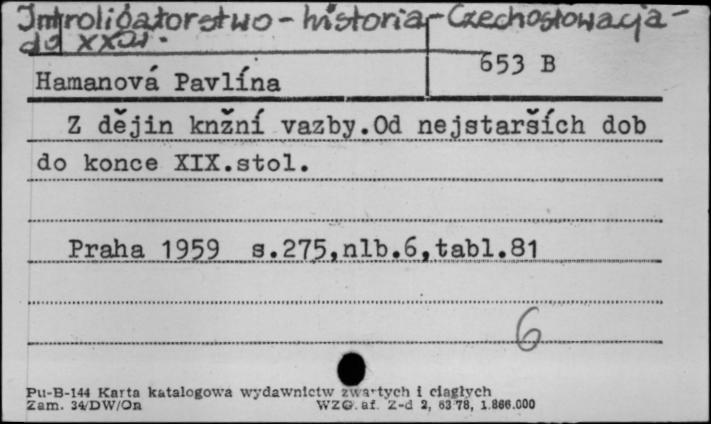 Introligatorstwo - historia - Czechosłowacja -
do XX w.
653 B
Hamanová Pavlína
Z dějin knžní vazby.Od nejstarších dob
do konce XIX.stol.
Praha 1959 s.275,nlb.6,tabl.81
6
Pu-B-144 Karta katalogowa wydawnictw zwartych i ciągłych
Zam. 34/DW/On WZG. af. Z-d 2, 63 78, 1.866.000